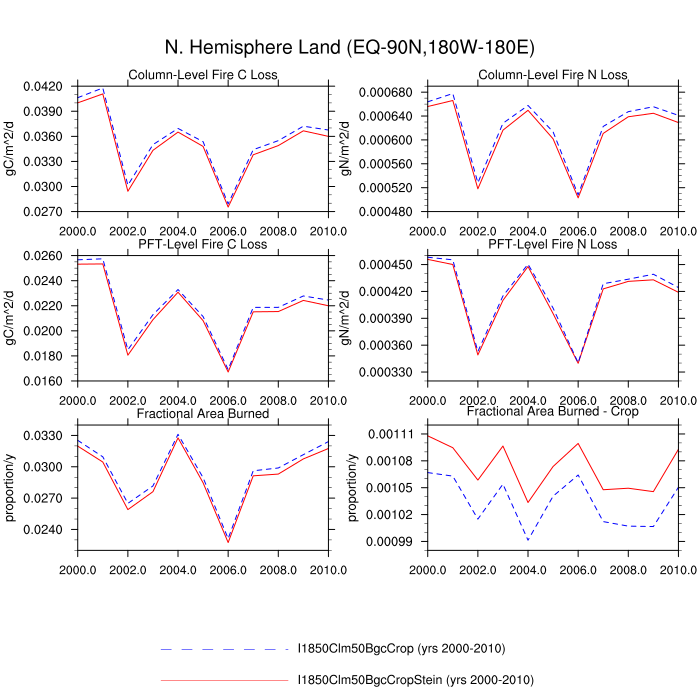 N. Hemisphere Land (EQ-90N,180W-180E)
Column-Level Fire C Loss
gC/m^2/d
0.0420
0.0390
0.0360
0.0330
0.0300
0.0270
2000.0 2002.0 2004.0 2006.0 2008.0 2010.0
Column-Level Fire N Loss
gN/m^2/d
0.000680
0.000640
0.000600
0.000560
0.000520
0.000480
2000.0 2002.0 2004.0 2006.0 2008.0 2010.0
PFT-Level Fire C Loss
gC/m^2/d
0.0260
0.0240
0.0220
0.0200
0.0180
0.0160
2000.0 2002.0 2004.0 2006.0 2008.0 2010.0
PFT-Level Fire N Loss
gN/m^2/d
0.000450
0.000420
0.000390
0.000360
0.000330
2000.0 2002.0 2004.0 2006.0 2008.0 2010.0
Fractional Area Burned
proportion/y
0.0330
0.0300
0.0270
0.0240
2000.0 2002.0 2004.0 2006.0 2008.0 2010.0
Fractional Area Burned - Crop
proportion/y
0.00111
0.00108
0.00105
0.00102
0.00099
2000.0 2002.0 2004.0 2006.0 2008.0 2010.0
I1850Clm50BgcCrop (yrs 2000-2010)
I1850Clm50BgcCropStein (yrs 2000-2010)